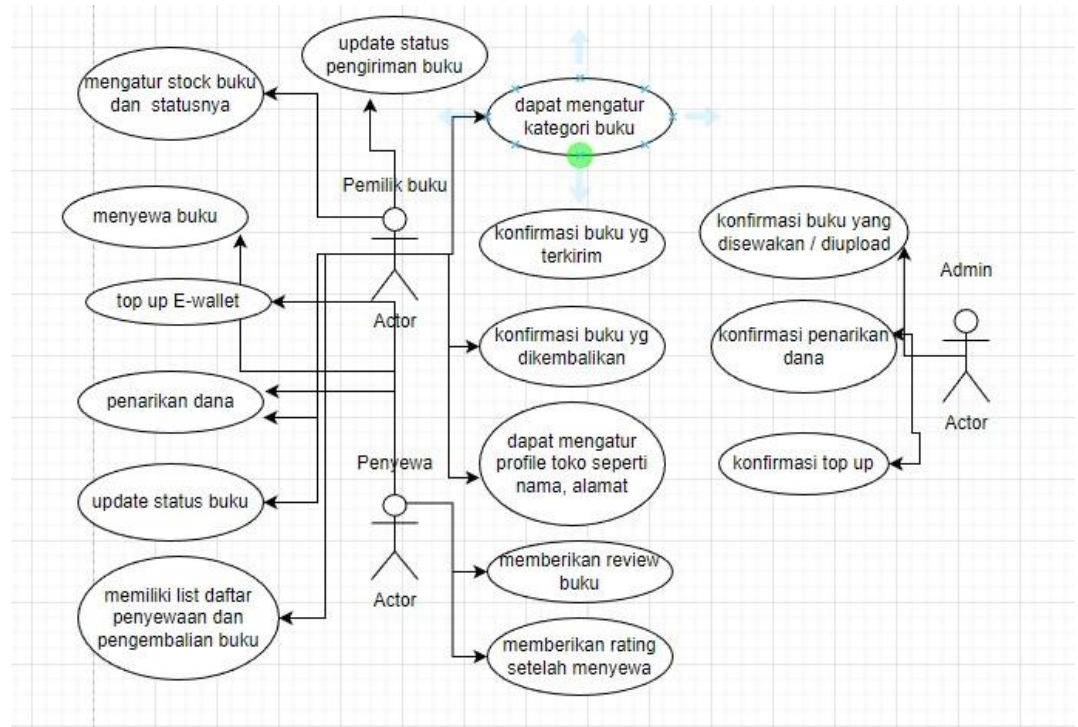 update status
pengiriman buku
mengatur stock buku
dan statusnya
dapat mengatur
kategori buku
Pemilik buku
menyewa buku
konfirmasi buku yg
terkirim
konfirmasi buku yang
disewakan / diupload
Admin
top up E-wallet
Actor
konfirmasi buku yg
dikembalikan
konfirmasi penarikan
dana
penarikan dana
Actor
dapat mengatur
profile toko seperti
nama, alamat
Penyewa
konfirmasi top up
update status buku
memberikan review
buku
Actor
memiliki list daftar
penyewaan dan
pengembalian buku
memberikan rating
setelah menyewa